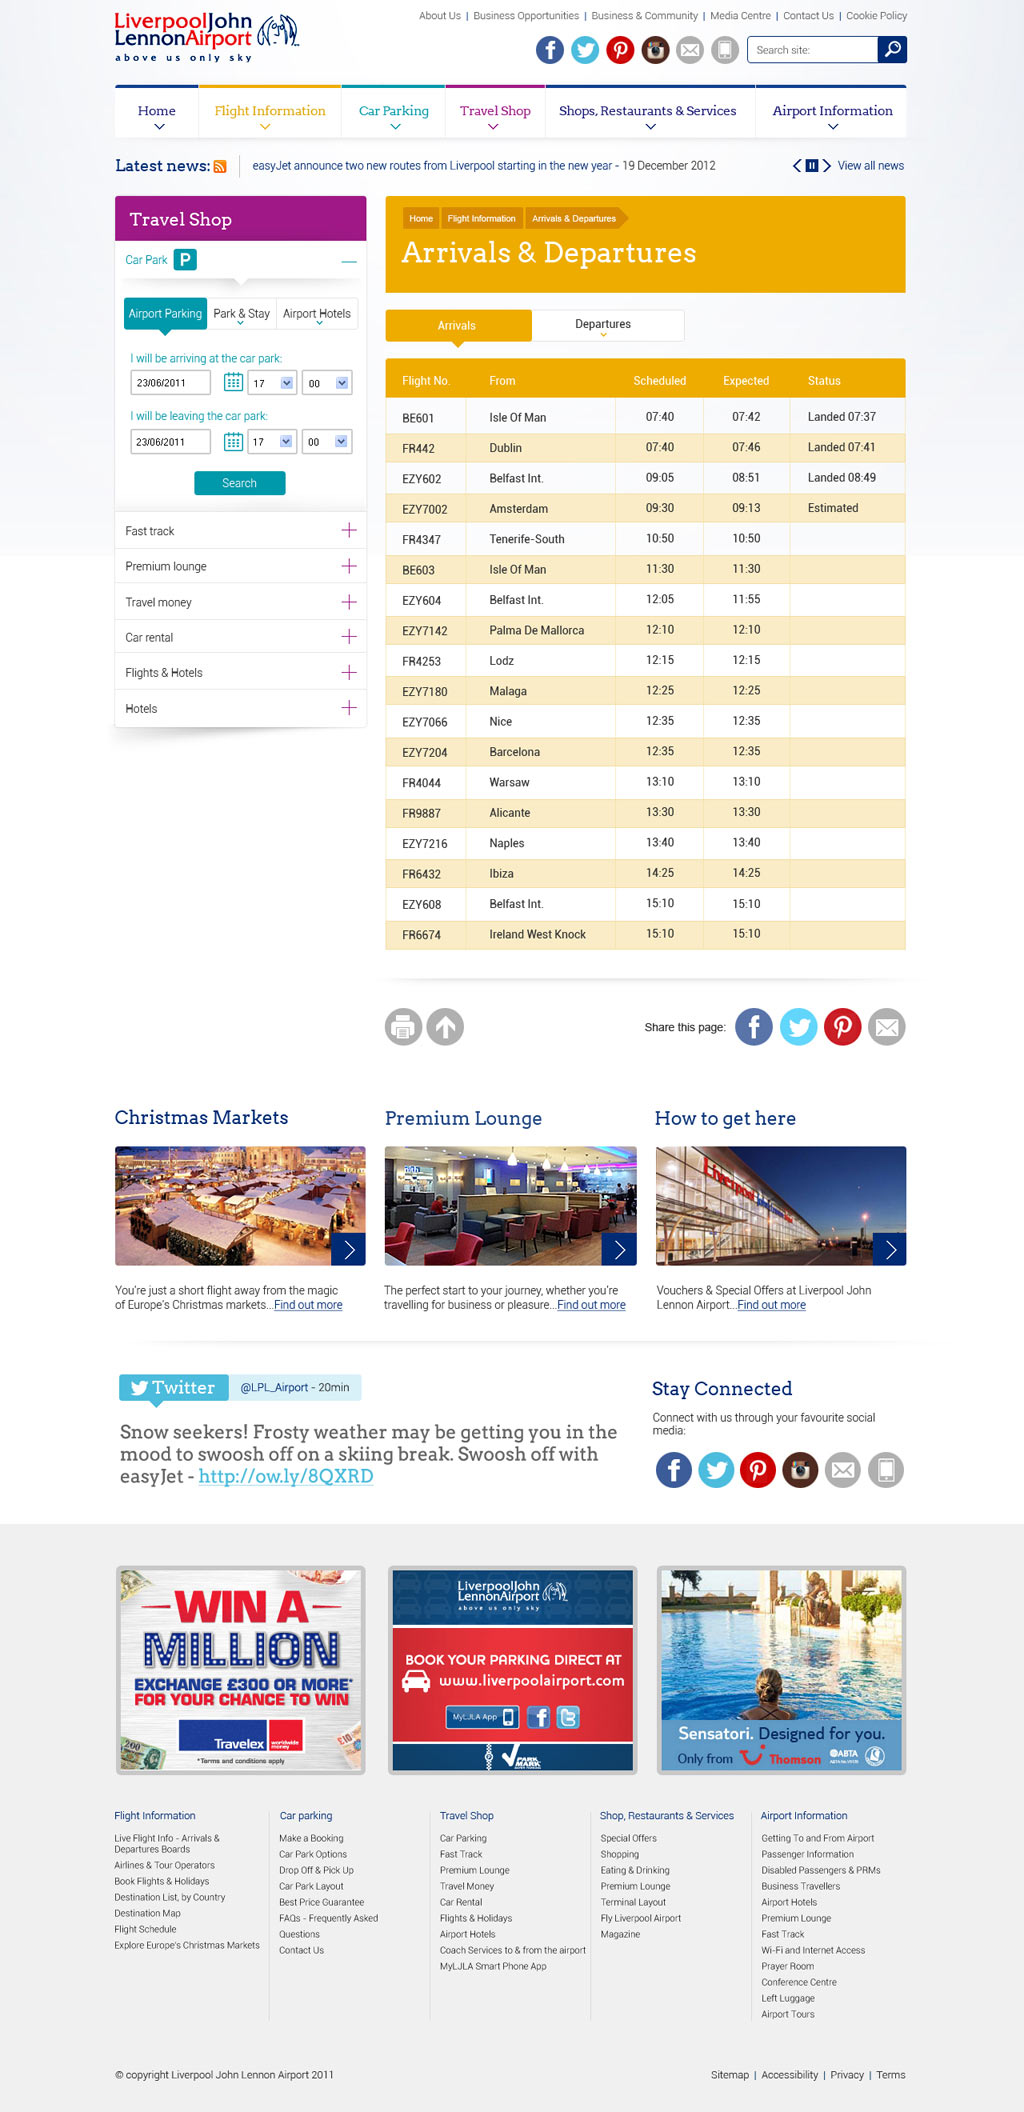 LiverpoolJohn
LennonAirport
above us only sky
About Us | Business Opportunities | Business & Community | Media Centre | Contact Us | Cookie Policy
Search site:
Home
Flight Information
Car Parking
Travel Shop
Shops, Restaurants & Services
Airport Information
Latest news:
easyJet announce two new routes from Liverpool starting in the new year - 19 December 2012
View all news
Travel Shop
Car Park P
Airport Parking
Park & Stay
Airport Hotels
I will be arriving at the car park:
23/06/2011 17 00
I will be leaving the car park:
23/06/2011 17 00
Search
Fast track
Premium lounge
Travel money
Car rental
Flights & Hotels
Hotels
Home Flight Information Arrivals & Departures
Arrivals & Departures
Arrivals
Departures
Flight No. From Scheduled Expected Status
BE601 Isle Of Man 07:40 07:42 Landed 07:37
FR442 Dublin 07:40 07:46 Landed 07:41
EZY602 Belfast Int. 09:05 08:51 Landed 08:49
EZY7002 Amsterdam 09:30 09:13 Estimated
FR4347 Tenerife-South 10:50 10:50
BE603 Isle Of Man 11:30 11:30
EZY604 Belfast Int. 12:05 11:55
EZY7142 Palma De Mallorca 12:10 12:10
FR4253 Lodz 12:15 12:15
EZY7180 Malaga 12:25 12:25
EZY7066 Nice 12:35 12:35
EZY7204 Barcelona 12:35 12:35
FR4044 Warsaw 13:10 13:10
FR9887 Alicante 13:30 13:30
EZY7216 Naples 13:40 13:40
FR6432 Ibiza 14:25 14:25
EZY608 Belfast Int. 15:10 15:10
FR6674 Ireland West Knock 15:10 15:10
Share this page:
Christmas Markets
You're just a short flight away from the magic
of Europe's Christmas markets...Find out more
Premium Lounge
The perfect start to your journey, whether you're
travelling for business or pleasure...Find out more
How to get here
Liverpool John Lennon Airport
Vouchers & Special Offers at Liverpool John
Lennon Airport...Find out more
Twitter
@LPL_Airport - 20min
Snow seekers! Frosty weather may be getting you in the
mood to swoosh off on a skiing break. Swoosh off with
easyJet - http://ow.ly/8QXRD
Stay Connected
Connect with us through your favourite social
media:
WIN A
MILLION
EXCHANGE £300 OR MORE*
FOR YOUR CHANCE TO WIN
Travelex worldwide money
*Terms and conditions apply
LiverpoolJohn
LennonAirport
above us only sky
BOOK YOUR PARKING DIRECT AT
www.liverpoolairport.com
MyLJLA App
PARK
MARK
Sensatori. Designed for you.
Only from Thomson ABTA
Flight Information
Live Flight Info - Arrivals &
Departures Boards
Airlines & Tour Operators
Book Flights & Holidays
Destination List, by Country
Destination Map
Flight Schedule
Explore Europe's Christmas Markets
Car parking
Make a Booking
Car Park Options
Drop Off & Pick Up
Car Park Layout
Best Price Guarantee
FAQs - Frequently Asked
Questions
Contact Us
Travel Shop
Car Parking
Fast Track
Premium Lounge
Travel Money
Car Rental
Flights & Holidays
Airport Hotels
Coach Services to & from the airport
MyLJLA Smart Phone App
Shop, Restaurants & Services
Special Offers
Shopping
Eating & Drinking
Premium Lounge
Terminal Layout
Fly Liverpool Airport
Magazine
Airport Information
Getting To and From Airport
Passenger Information
Disabled Passengers & PRMs
Business Travellers
Airport Hotels
Premium Lounge
Fast Track
Wi-Fi and Internet Access
Prayer Room
Conference Centre
Left Luggage
Airport Tours
© copyright Liverpool John Lennon Airport 2011
Sitemap | Accessibility | Privacy | Terms